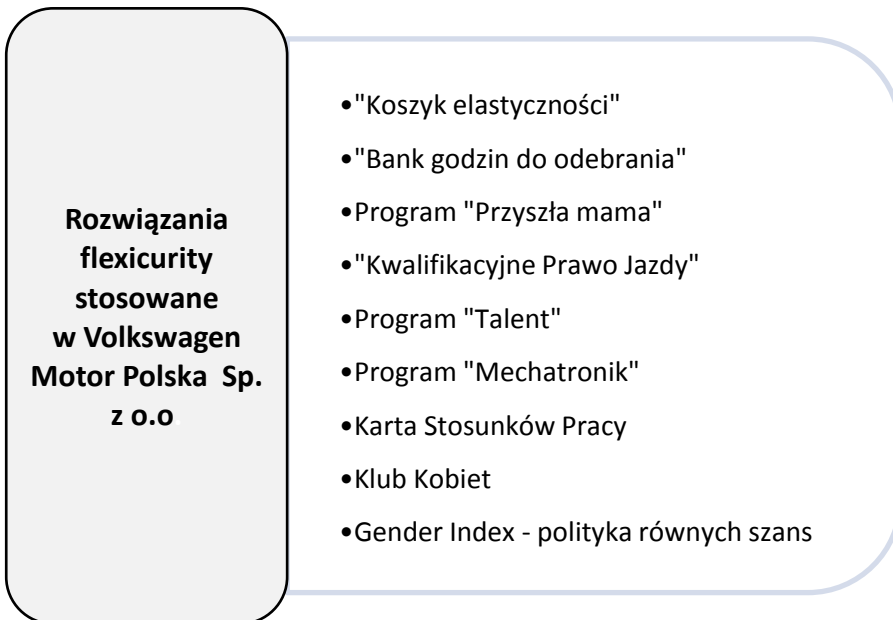 Rozwiązania
flexicurity
stosowane
w Volkswagen
Motor Polska Sp.
z o.o.
•"Koszyk elastyczności"
•"Bank godzin do odebrania"
•Program "Przyszła mama"
•"Kwalifikacyjne Prawo Jazdy"
•Program "Talent"
•Program "Mechatronik"
•Karta Stosunków Pracy
•Klub Kobiet
•Gender Index - polityka równych szans